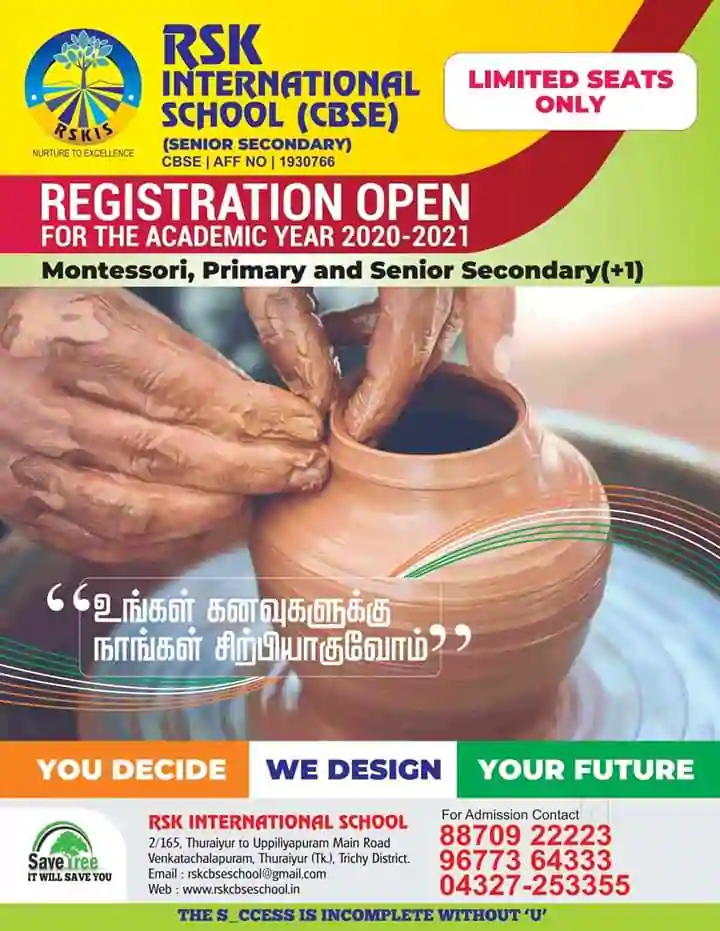 RSKIS
NURTURE TO EXCELLENCE
RSK
INTERNATIONAL
SCHOOL (CBSE)
(SENIOR SECONDARY)
CBSE | AFF NO | 1930766
LIMITED SEATS
ONLY
REGISTRATION OPEN
FOR THE ACADEMIC YEAR 2020-2021
Montessori, Primary and Senior Secondary(+1)
“உங்கள் கனவுகளுக்கு
நாங்கள் சிற்பியாகுவோம்”
YOU DECIDE WE DESIGN YOUR FUTURE
Save Tree
IT WILL SAVE YOU
RSK INTERNATIONAL SCHOOL
2/165, Thuraiyur to Uppiliyapuram Main Road
Venkatachalapuram, Thuraiyur (Tk.), Trichy District.
Email : rskcbseschool@gmail.com
Web : www.rskcbseschool.in
For Admission Contact
88709 22223
96773 64333
04327-253355
THE S_CCESS IS INCOMPLETE WITHOUT ‘U’